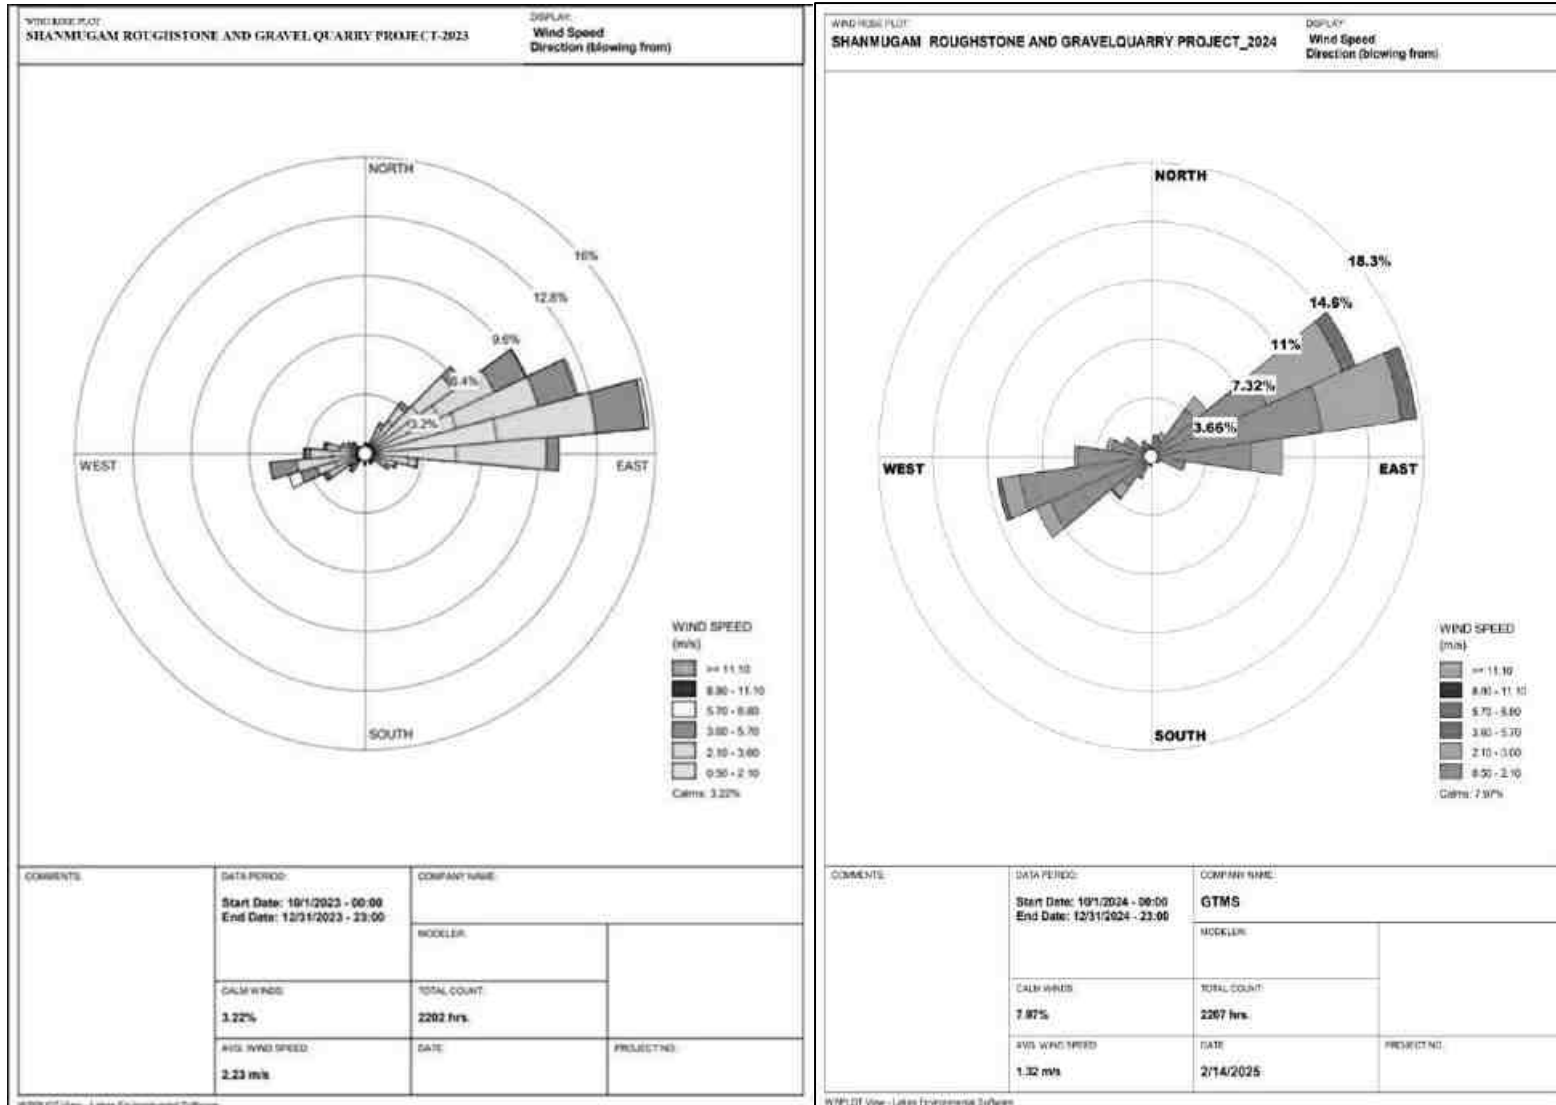 WIND ROSE PLOT:
SHANMUGAM ROUGHSTONE AND GRAVEL QUARRY PROJECT-2023
DISPLAY:
Wind Speed
Direction (blowing from)
NORTH
16%
12.8%
9.6%
6.4%
3.2%
WEST
EAST
SOUTH
WIND SPEED
(m/s)
>= 11.10
8.80 - 11.10
5.70 - 8.80
3.60 - 5.70
2.10 - 3.60
0.50 - 2.10
Calms: 3.22%
COMMENTS:
DATA PERIOD:
Start Date: 10/1/2023 - 00:00
End Date: 12/31/2023 - 23:00
COMPANY NAME:
MODELER:
CALM WINDS:
3.22%
TOTAL COUNT:
2202 hrs.
AVG. WIND SPEED:
2.23 m/s
DATE:
PROJECT NO.:
WRPLOT View - Lakes Environmental Software
WIND ROSE PLOT:
SHANMUGAM ROUGHSTONE AND GRAVELQUARRY PROJECT_2024
DISPLAY:
Wind Speed
Direction (blowing from)
NORTH
18.3%
14.6%
11%
7.32%
3.66%
WEST
EAST
SOUTH
WIND SPEED
(m/s)
>= 11.10
8.80 - 11.10
5.70 - 8.80
3.60 - 5.70
2.10 - 3.60
0.50 - 2.10
Calms: 7.97%
COMMENTS:
DATA PERIOD:
Start Date: 10/1/2024 - 00:00
End Date: 12/31/2024 - 23:00
COMPANY NAME:
GTMS
MODELER:
CALM WINDS:
7.97%
TOTAL COUNT:
2207 hrs.
AVG. WIND SPEED:
1.32 m/s
DATE:
2/14/2025
PROJECT NO.:
WRPLOT View - Lakes Environmental Software